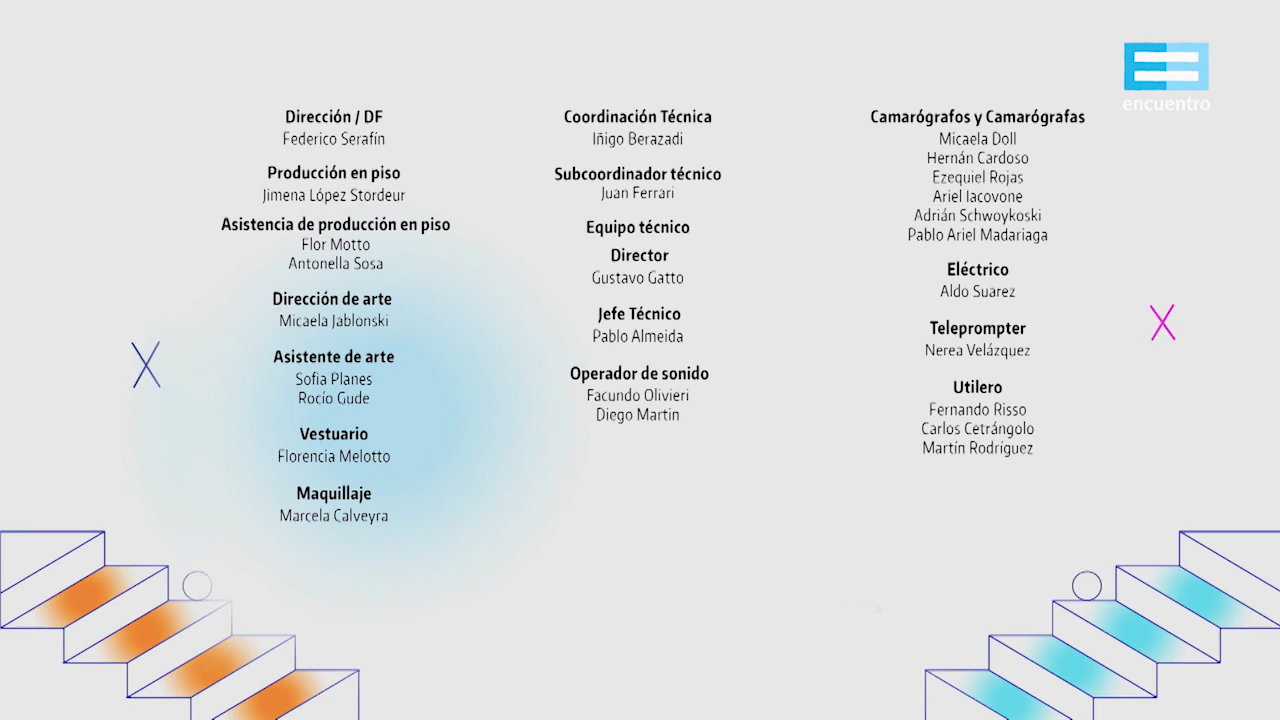 Dirección / DF
Federico Serafín
Producción en piso
Jimena López Stordeur
Asistencia de producción en piso
Flor Motto
Antonella Sosa
Dirección de arte
Micaela Jablonski
Asistente de arte
Sofia Planes
Rocío Gude
Vestuario
Florencia Melotto
Maquillaje
Marcela Calveyra
Coordinación Técnica
Iñigo Berazadi
Subcoordinador técnico
Juan Ferrari
Equipo técnico
Director
Gustavo Gatto
Jefe Técnico
Pablo Almeida
Operador de sonido
Facundo Olivieri
Diego Martin
Camarógrafos y Camarógrafas
Micaela Doll
Hernán Cardoso
Ezequiel Rojas
Ariel Iacovone
Adrián Schwoykoski
Pablo Ariel Madariaga
Eléctrico
Aldo Suarez
Teleprompter
Nerea Velázquez
Utilero
Fernando Risso
Carlos Cetrángolo
Martín Rodríguez
encuentro